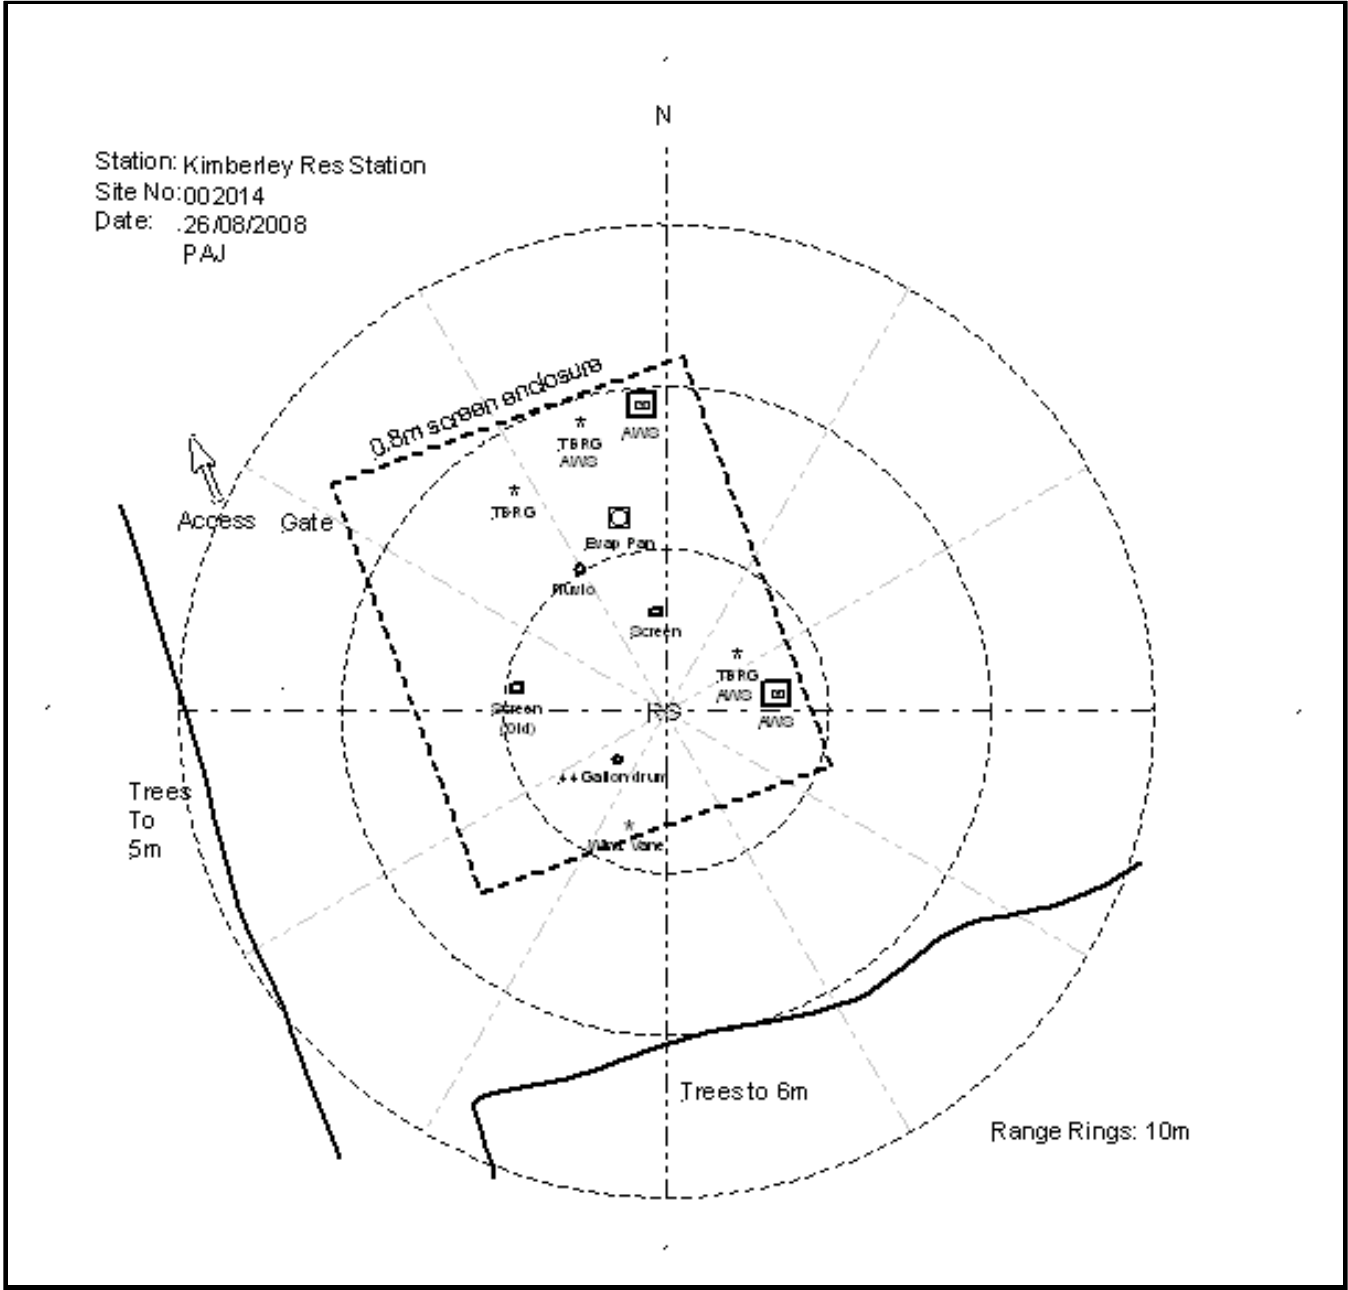 N
Station: Kimberley Res Station
Site No: 002014
Date: 26/08/2008
PAJ
0.8m screen enclosure
AWS
TBRG
AWS
TBRG
Access Gate
Evap Pan
Pluvio
Screen
TBRG
AWS
AWS
Screen
(Old)
RG
44 Gallon drum
Wind Vane
Trees
To
5m
Trees to 6m
Range Rings: 10m